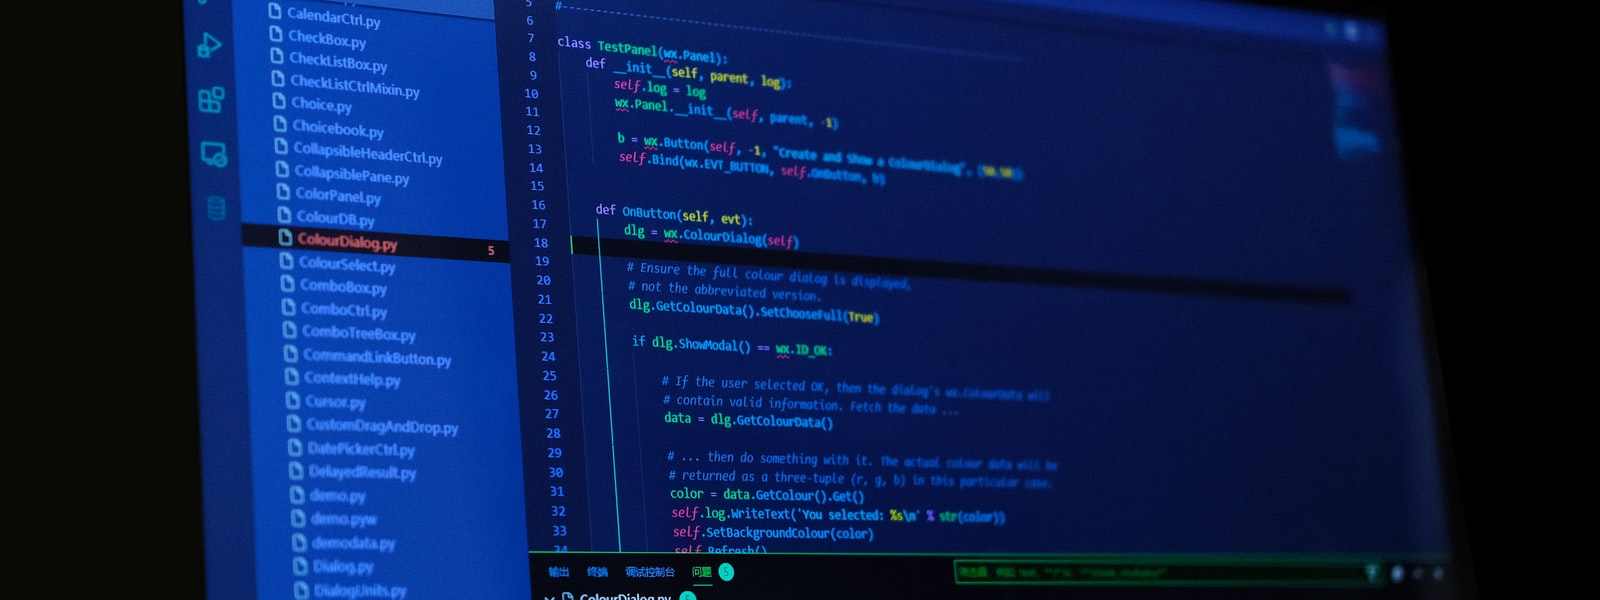 CalendarCtrl.py
CheckBox.py
CheckListBox.py
CheckListCtrlMixin.py
Choice.py
Choicebook.py
CollapsibleHeaderCtrl.py
CollapsiblePane.py
ColorPanel.py
ColourDB.py
ColourDialog.py 5
ColourSelect.py
ComboBox.py
ComboCtrl.py
ComboTreeBox.py
CommandLinkButton.py
ContextHelp.py
Cursor.py
CustomDragAndDrop.py
DatePickerCtrl.py
DelayedResult.py
demo.py
demo.pyw
demodata.py
Dialog.py
DialogUnits.py
5 #---------------------------------------------------------------------------
6
7 class TestPanel(wx.Panel):
8 def __init__(self, parent, log):
9 self.log = log
10 wx.Panel.__init__(self, parent, -1)
11
12 b = wx.Button(self, -1, "Create and Show a ColourDialog", (50,50))
13 self.Bind(wx.EVT_BUTTON, self.OnButton, b)
14
15
16 def OnButton(self, evt):
17 dlg = wx.ColourDialog(self)
18
19 # Ensure the full colour dialog is displayed,
20 # not the abbreviated version.
21 dlg.GetColourData().SetChooseFull(True)
22
23 if dlg.ShowModal() == wx.ID_OK:
24
25 # If the user selected OK, then the dialog's wx.ColourData will
26 # contain valid information. Fetch the data ...
27 data = dlg.GetColourData()
28
29 # ... then do something with it. The actual colour data will be
30 # returned as a three-tuple (r, g, b) in this particular case.
31 color = data.GetColour().Get()
32 self.log.WriteText('You selected: %s\n' % str(color))
33 self.SetBackgroundColour(color)
34 self.Refresh()
输出 终端 调试控制台 问题 5
ColourDialog.py 5